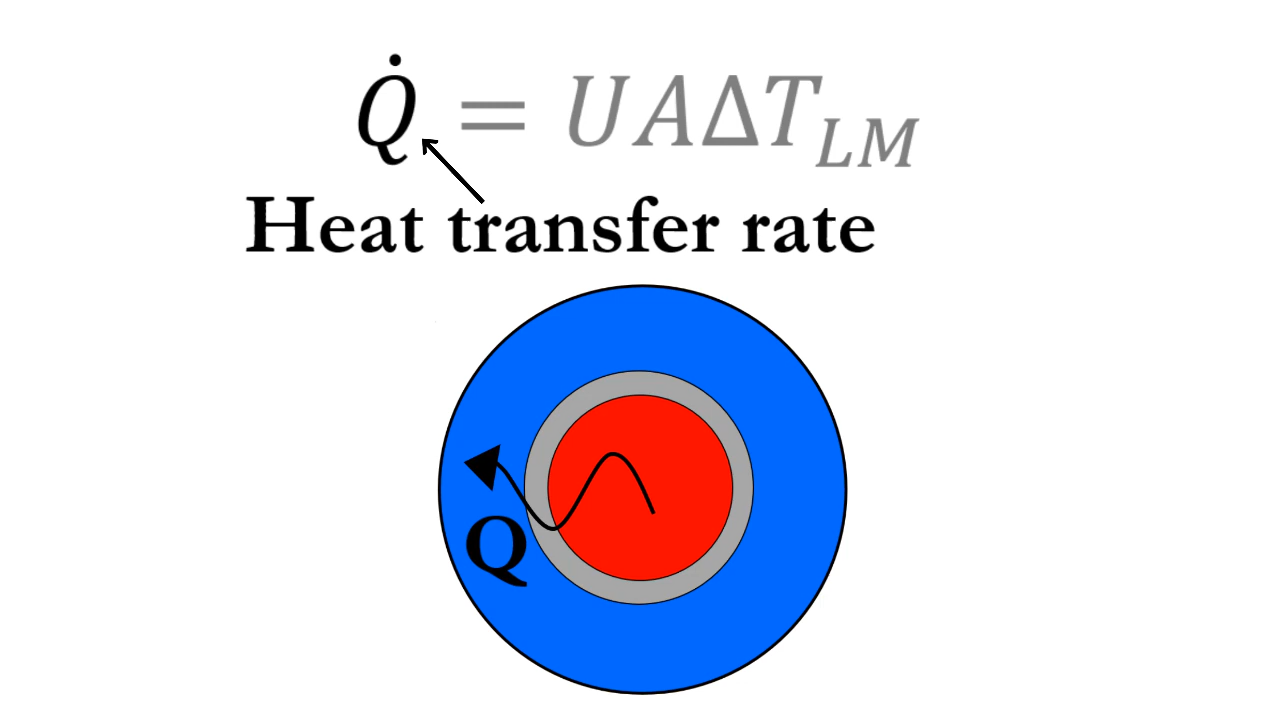 Q̇ = UAΔT_LM
Heat transfer rate
Q